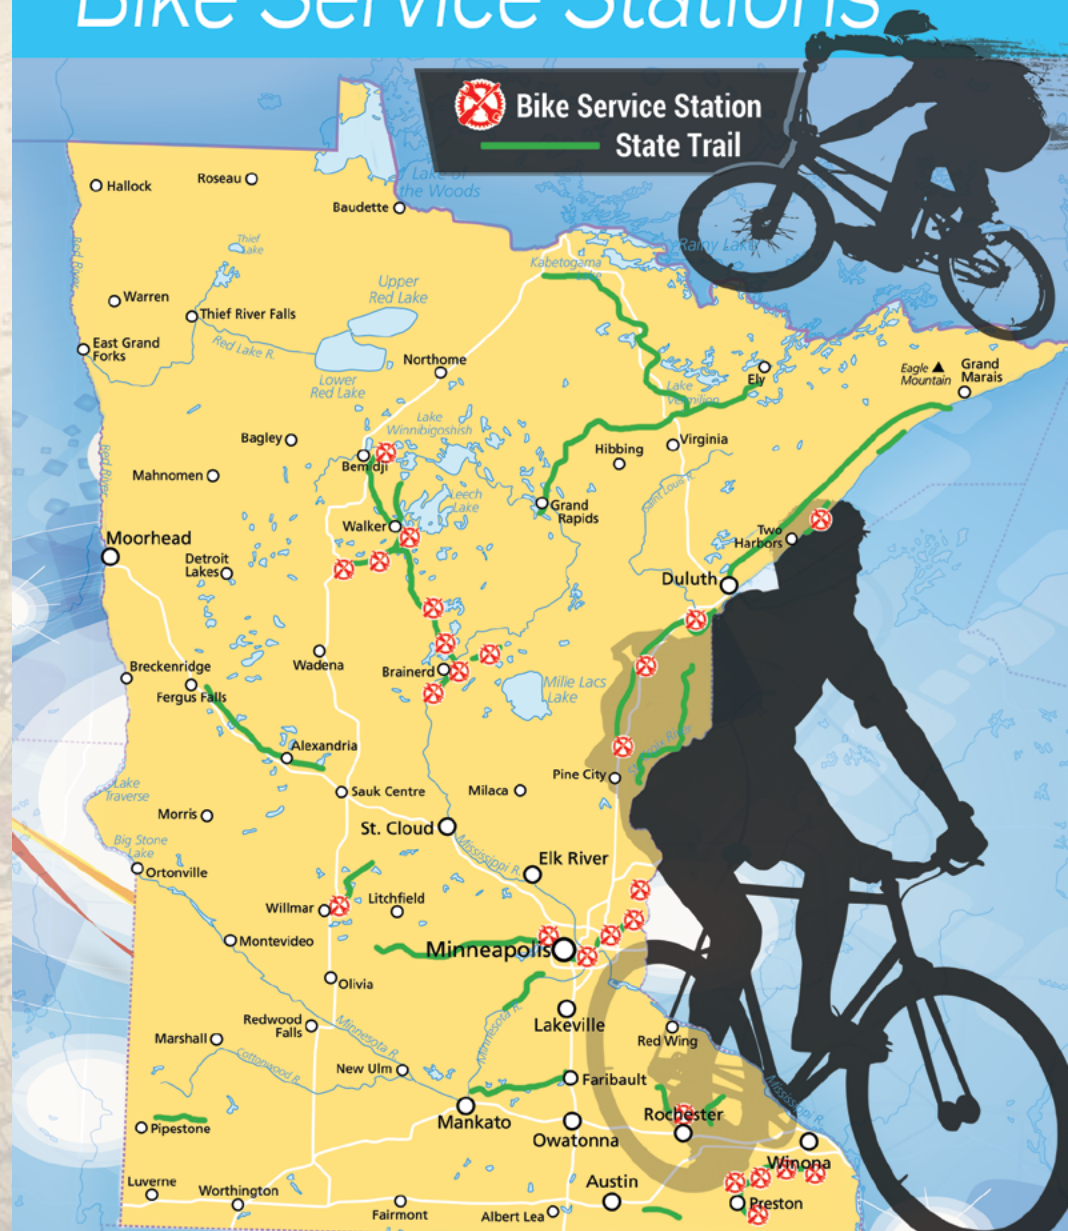 Bike Service Stations
Bike Service Station
State Trail
Lake of
the Woods
Hallock
Roseau
Baudette
Red River
Thief
Lake
Rainy Lake
Kabetogama
Lake
Warren
Thief River Falls
Upper
Red Lake
East Grand
Forks
Red Lake R.
Northome
Lower
Red Lake
Ely
Eagle
Mountain
Grand
Marais
Lake
Vermilion
Lake
Winnibigoshish
Bagley
Bemidji
Hibbing
Virginia
Red River
Mahnomen
Saint Louis R.
Leech
Lake
Grand
Rapids
Walker
Two
Harbors
Moorhead
Detroit
Lakes
Duluth
Breckenridge
Wadena
Brainerd
Fergus Falls
Mille Lacs
Lake
Alexandria
St. Croix River
Pine City
Lake
Traverse
Sauk Centre
Milaca
Morris
St. Cloud
Big Stone
Lake
Mississippi R.
Elk River
Ortonville
Willmar
Litchfield
Montevideo
Minneapolis
Olivia
Redwood
Falls
Minnesota R.
Minnesota R.
Lakeville
Marshall
Red Wing
Cottonwood R.
New Ulm
Faribault
Mississippi R.
Mankato
Rochester
Pipestone
Owatonna
Winona
Luverne
Worthington
Austin
Preston
Fairmont
Albert Lea